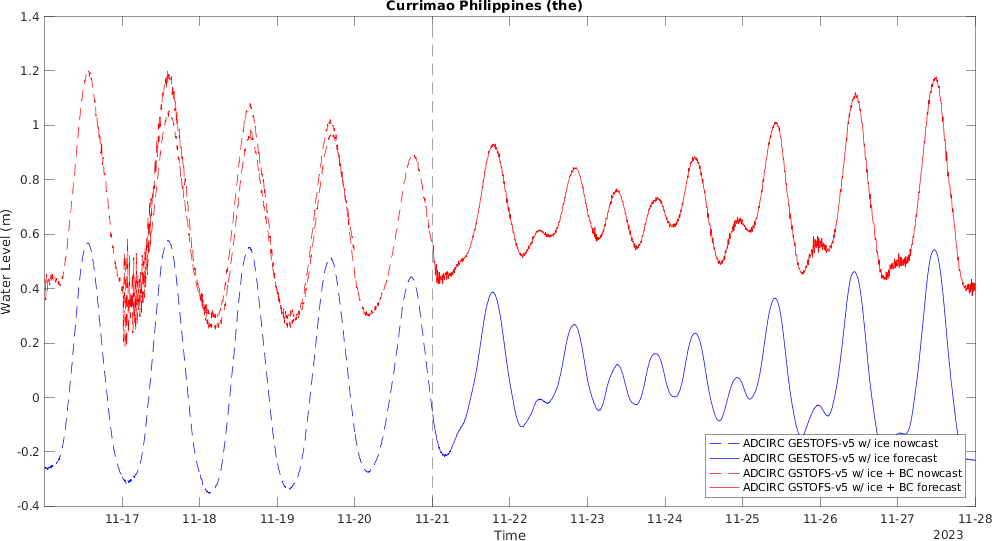 Currimao Philippines (the)
1.4
1.2
1
0.8
0.6
0.4
0.2
0
-0.2
-0.4
Water Level (m)
ADCIRC GESTOFS-v5 w/ ice nowcast
ADCIRC GESTOFS-v5 w/ ice forecast
ADCIRC GSTOFS-v5 w/ ice + BC nowcast
ADCIRC GSTOFS-v5 w/ ice + BC forecast
11-17 11-18 11-19 11-20 11-21 11-22 11-23 11-24 11-25 11-26 11-27 11-28
Time
2023